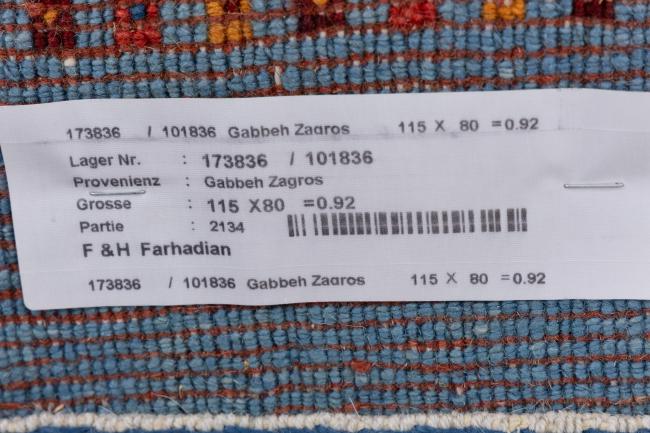 173836 / 101836 Gabbeh Zagros 115 X 80 =0.92
Lager Nr. : 173836 / 101836
Provenienz : Gabbeh Zagros
Grosse : 115 X80 =0.92
Partie : 2134
F & H Farhadian
173836 / 101836 Gabbeh Zagros 115 X 80 =0.92